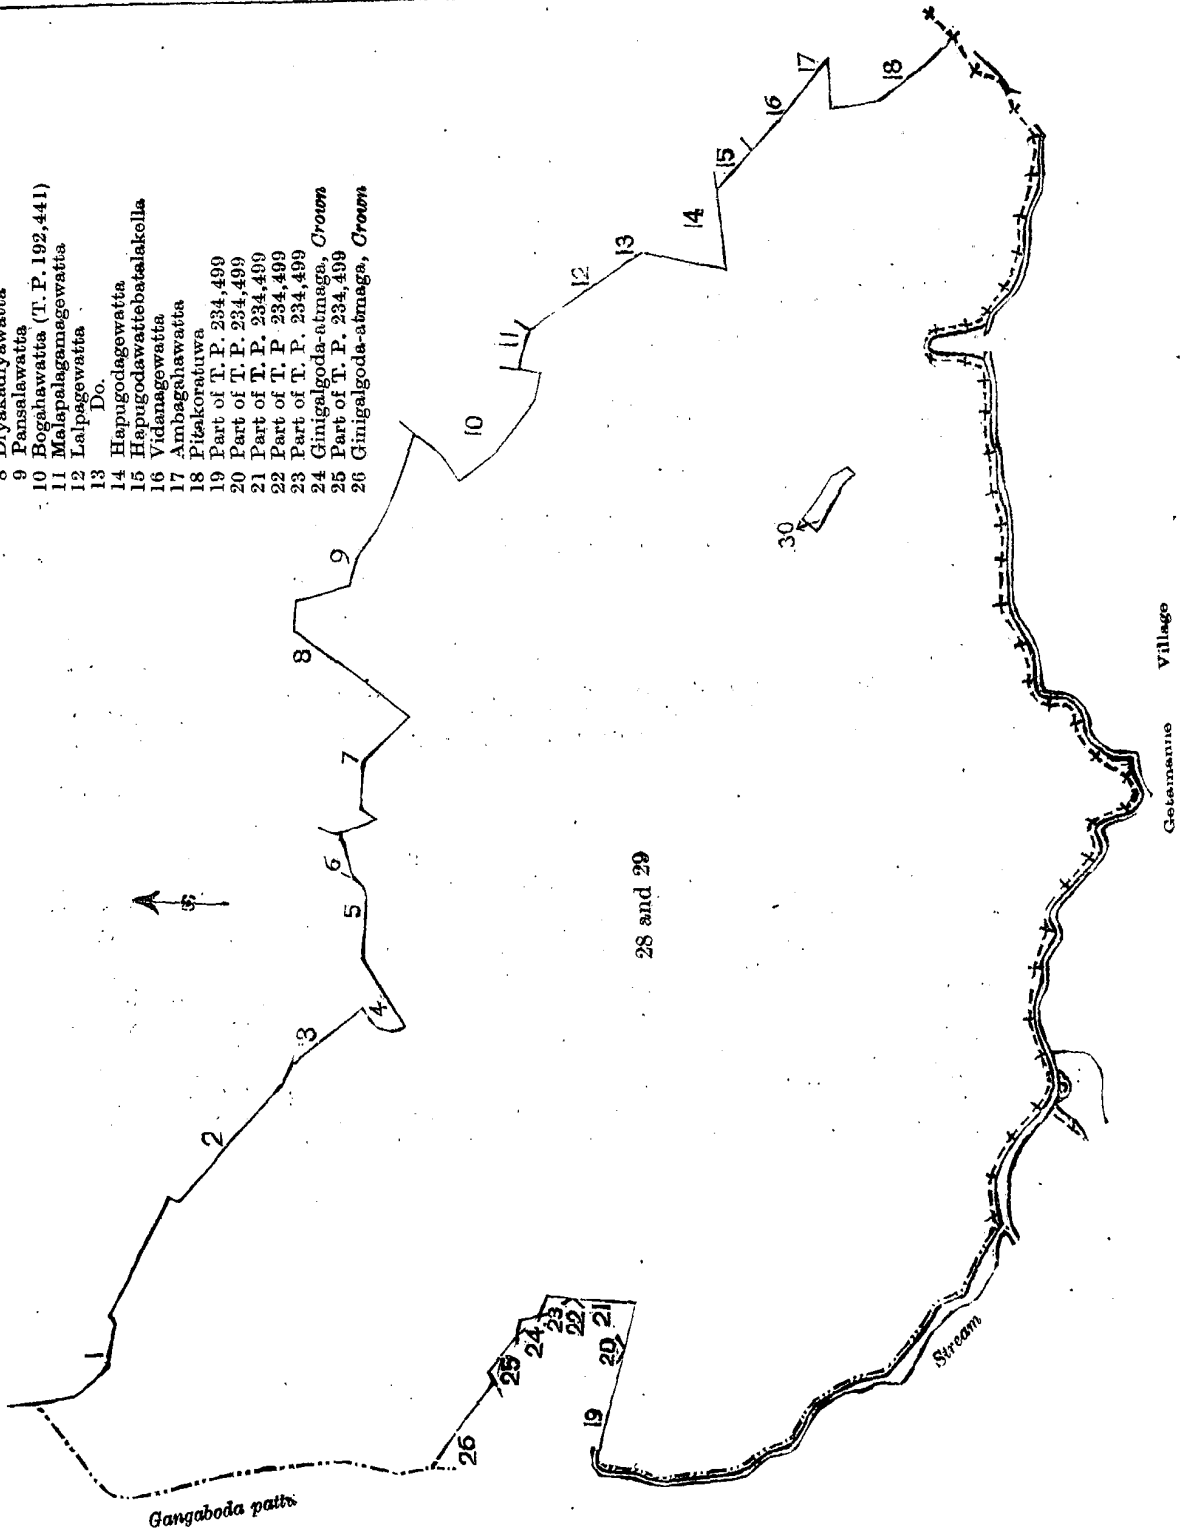 8 Diyakadiyawatta
9 Pansalawatta
10 Bogahawatta (T. P. 192,441)
11 Malapalagamagewatta
12 Lalpagewatta
13 Do.
14 Hapugodagewatta
15 Hapugodawattebatalakella
16 Vidanagewatta
17 Ambagahawatta
18 Pitakoratuwa
19 Part of T. P. 234,499
20 Part of T. P. 234,499
21 Part of T. P. 234,499
22 Part of T. P 234,499
23 Part of T. P. 234,499
24 Ginigalgoda-atmaga, Crown
25 Part of T. P. 234,499
26 Ginigalgoda-atmaga, Crown
1
2
3
4
5
6
7
8
9
10
11
12
13
14
15
16
17
18
30
28 and 29
26
25
24
23
22
21
20
19
Gangaboda pattu
Stream
Getamanne Village